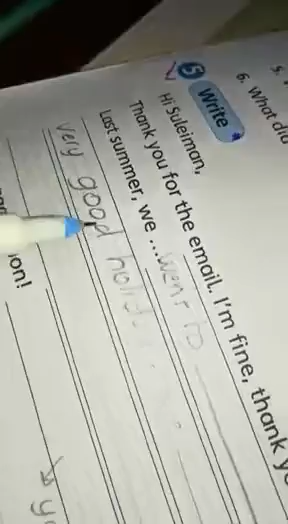 5.
6. What did
5 Write
Hi Suleiman,
Thank you for the email. I'm fine, thank
Last summer, we ... went to
very good
ion!